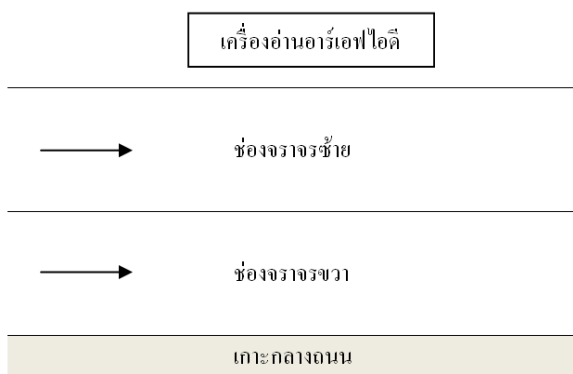 เครื่องอ่านอาร์เอฟไอดี
ช่องจราจรซ้าย
ช่องจราจรขวา
เกาะกลางถนน